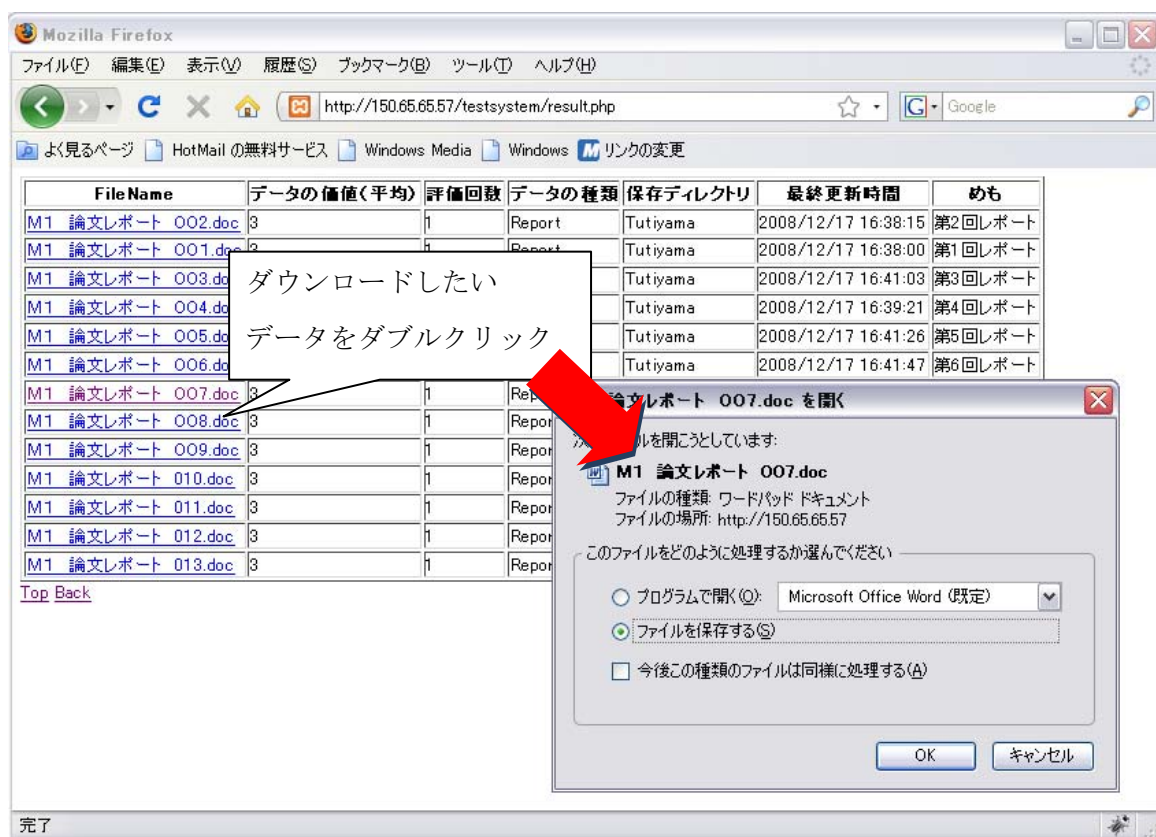 Mozilla Firefox
ファイル(F) 編集(E) 表示(V) 履歴(S) ブックマーク(B) ツール(T) ヘルプ(H)
http://150.65.65.57/testsystem/result.php Google
よく見るページ HotMail の無料サービス Windows Media Windows リンクの変更
FileName データの価値(平均) 評価回数 データの種類 保存ディレクトリ 最終更新時間 めも
M1 論文レポート OO2.doc 3 1 Report Tutiyama 2008/12/17 16:38:15 第2回レポート
M1 論文レポート OO1.doc 3 1 Report Tutiyama 2008/12/17 16:38:00 第1回レポート
M1 論文レポート OO3.do Tutiyama 2008/12/17 16:41:03 第3回レポート
M1 論文レポート OO4.do Tutiyama 2008/12/17 16:39:21 第4回レポート
M1 論文レポート OO5.do Tutiyama 2008/12/17 16:41:26 第5回レポート
M1 論文レポート OO6.do Tutiyama 2008/12/17 16:41:47 第6回レポート
M1 論文レポート OO7.doc 3 1 Rep
M1 論文レポート OO8.doc 3 1 Repor
M1 論文レポート OO9.doc 3 1 Repor
M1 論文レポート 010.doc 3 1 Repor
M1 論文レポート 011.doc 3 1 Repor
M1 論文レポート 012.doc 3 1 Repor
M1 論文レポート 013.doc 3 1 Repor
Top Back
ダウンロードしたい
データをダブルクリック
文レポート OO7.doc を開く
ルを開こうとしています:
M1 論文レポート OO7.doc
ファイルの種類: ワードパッド ドキュメント
ファイルの場所: http://150.65.65.57
このファイルをどのように処理するか選んでください
プログラムで開く(O): Microsoft Office Word (既定)
ファイルを保存する(S)
今後この種類のファイルは同様に処理する(A)
OK キャンセル
完了